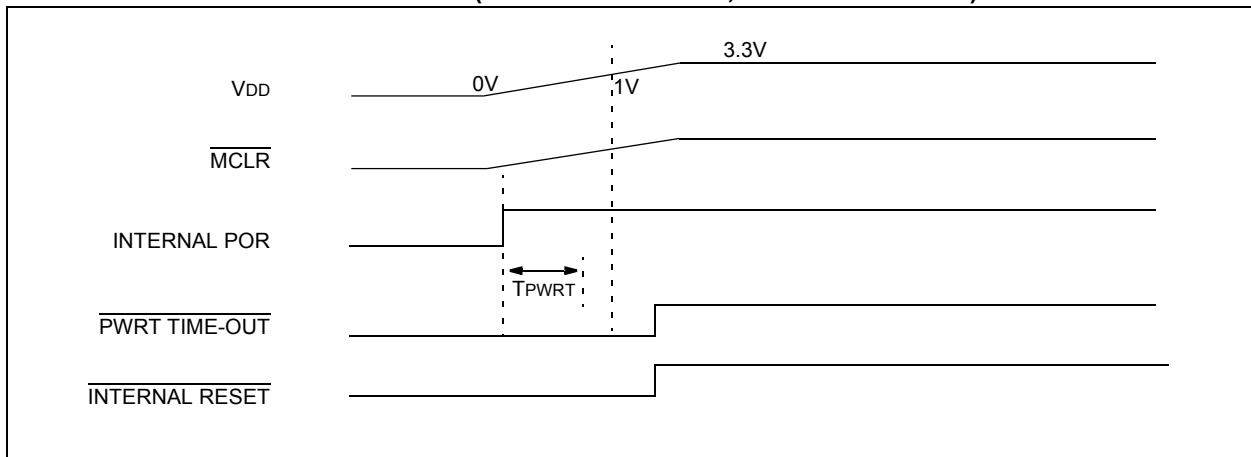 3.3V
VDD 0V 1V
MCLR
INTERNAL POR
TPWRT
PWRT TIME-OUT
INTERNAL RESET